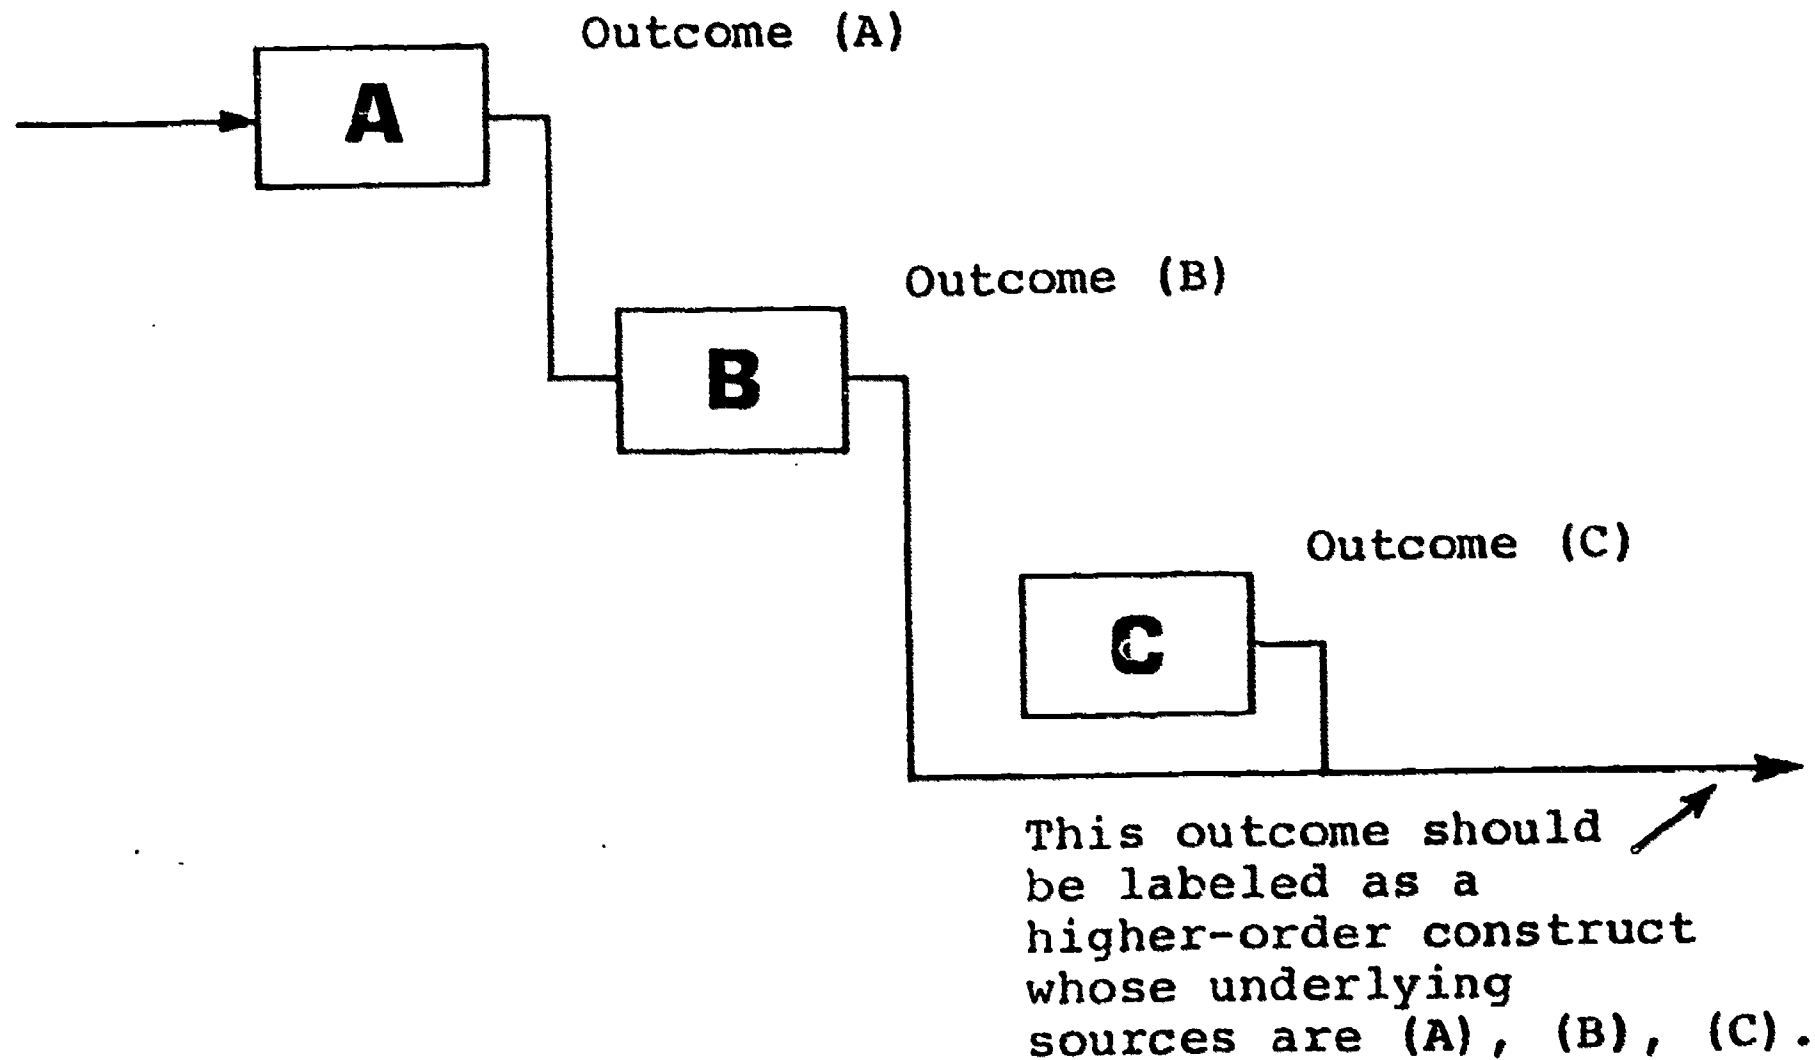 Outcome (A)
A
Outcome (B)
B
Outcome (C)
C
This outcome should
be labeled as a
higher-order construct
whose underlying
sources are (A), (B), (C).